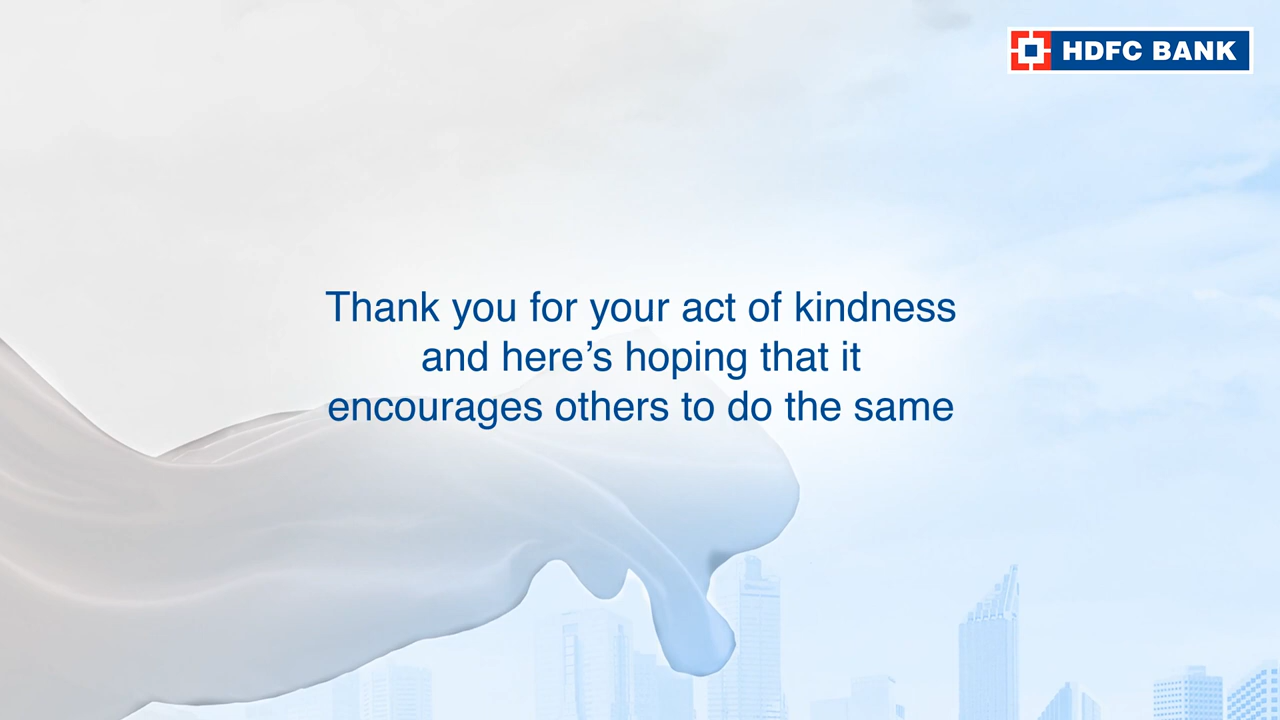 HDFC BANK
Thank you for your act of kindness
and here’s hoping that it
encourages others to do the same